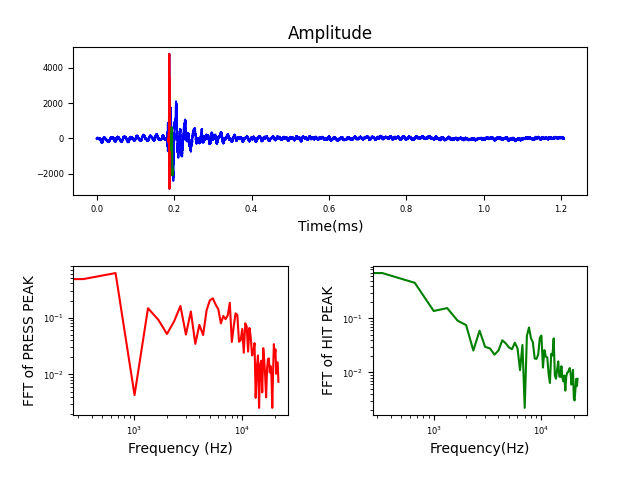 Amplitude
4000
2000
0
−2000
0.0 0.2 0.4 0.6 0.8 1.0 1.2
Time(ms)
FFT of PRESS PEAK
10⁻¹
10⁻²
10³ 10⁴
Frequency (Hz)
FFT of HIT PEAK
10⁻¹
10⁻²
10³ 10⁴
Frequency(Hz)